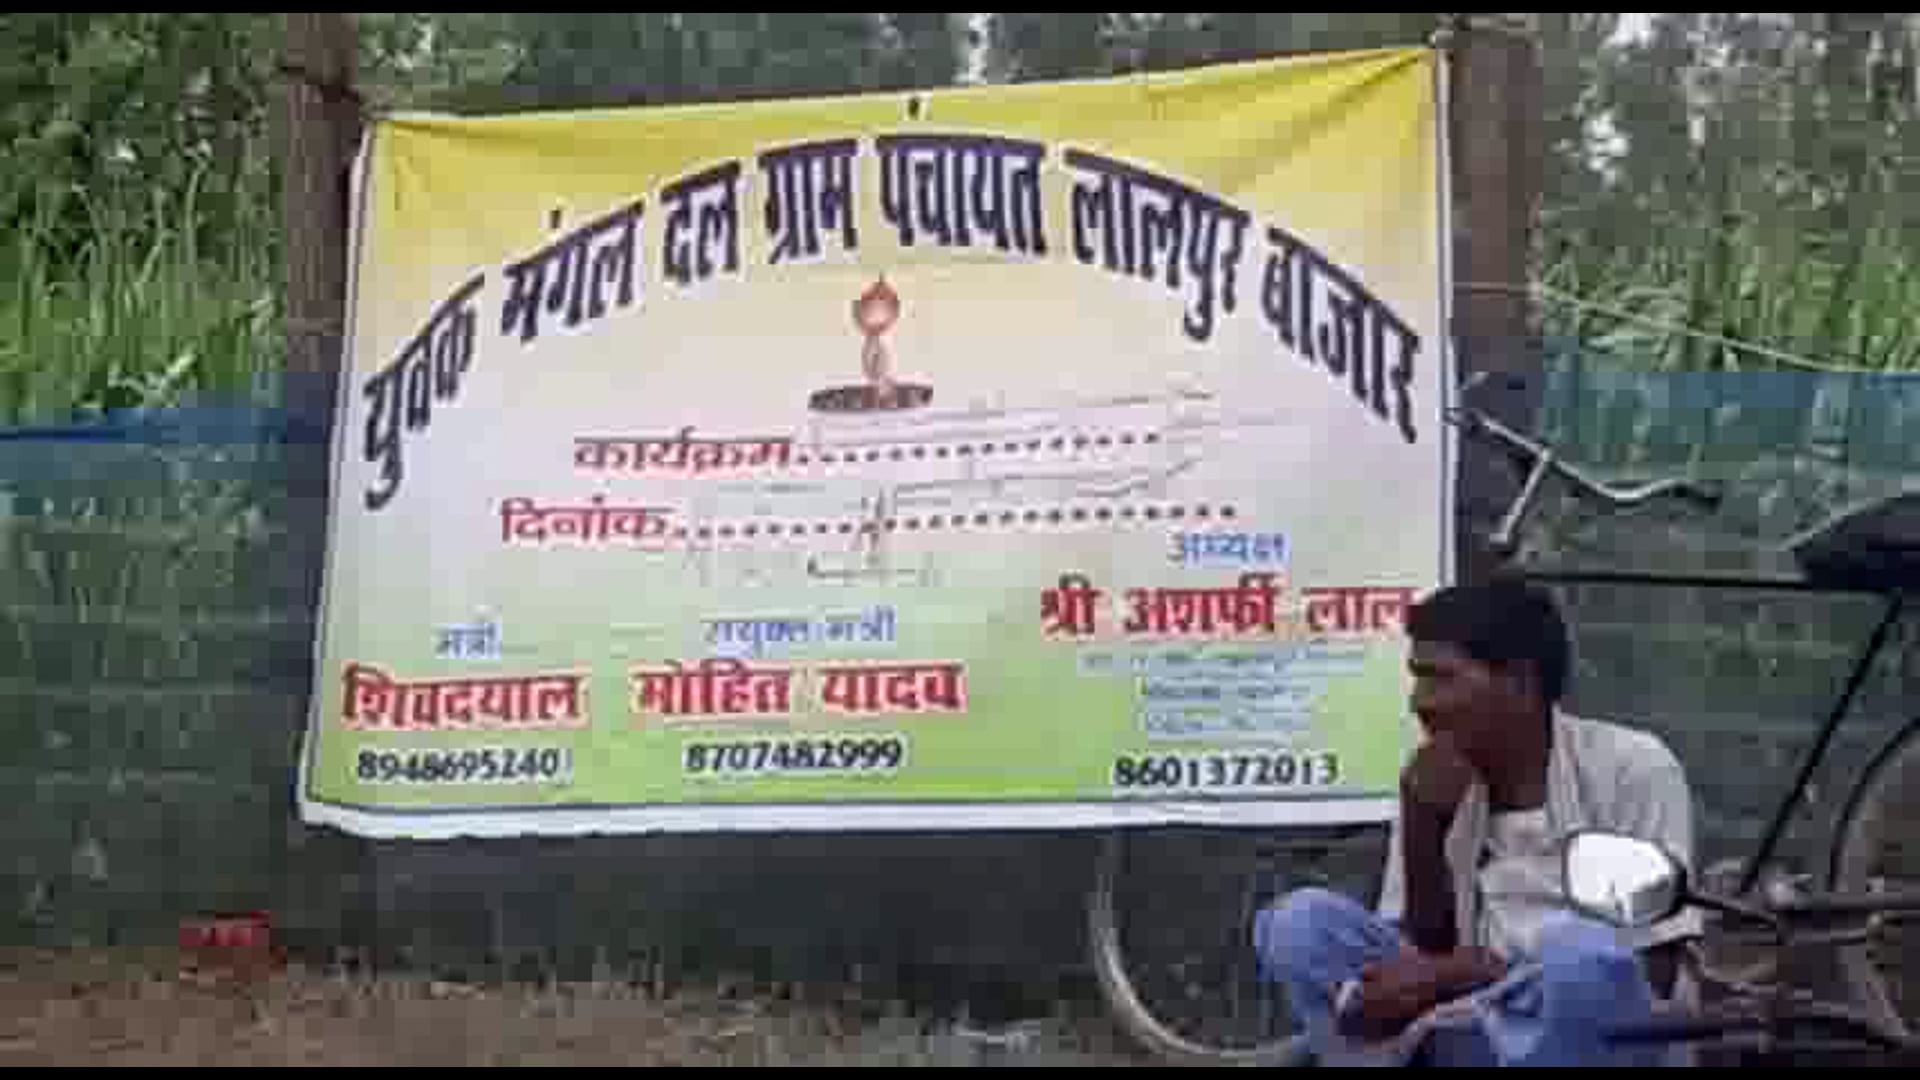 युवक मंगल दल ग्राम पंचायत लालपुर बाजार
कार्यक्रम....................
दिनांक..............................
अध्यक्ष
श्री अशर्फी लाल
मंत्री
संयुक्त मंत्री
शिवदयाल
मोहित यादव
8948695240
8707482999
8601372013